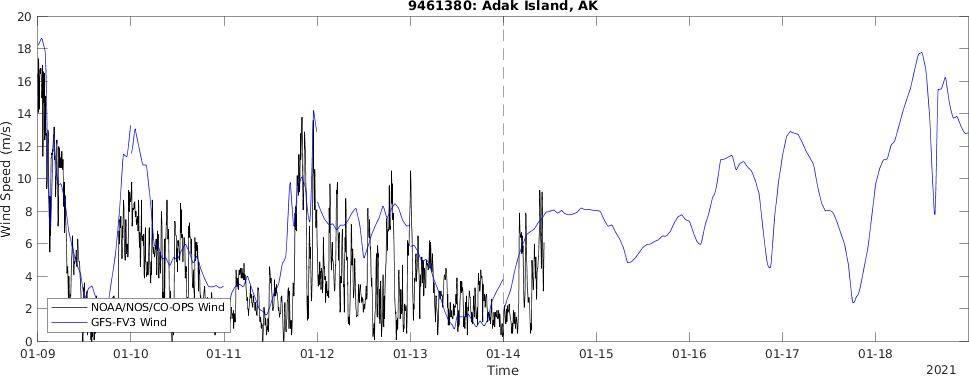 9461380: Adak Island, AK
Wind Speed (m/s)
20
18
16
14
12
10
8
6
4
2
0
NOAA/NOS/CO-OPS Wind
GFS-FV3 Wind
01-09 01-10 01-11 01-12 01-13 01-14 01-15 01-16 01-17 01-18
Time
2021